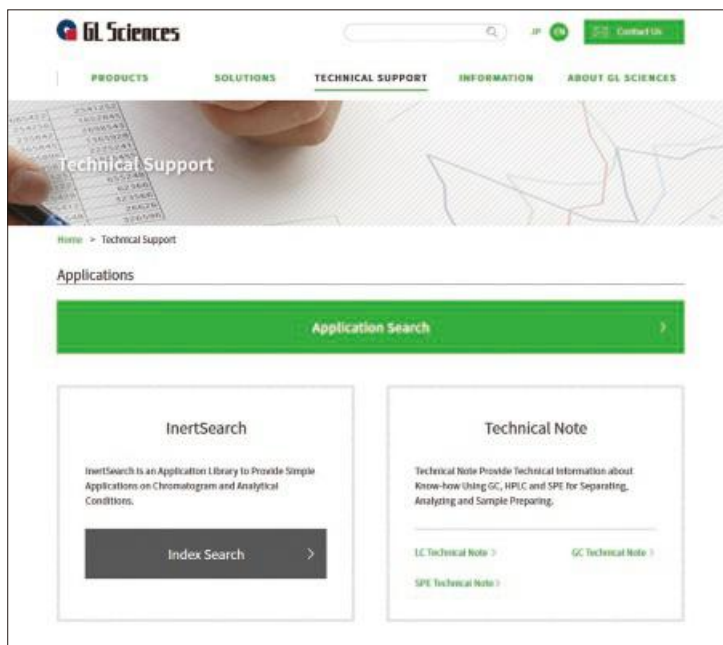 GL Sciences
JP EN Contact Us
PRODUCTS SOLUTIONS TECHNICAL SUPPORT INFORMATION ABOUT GL SCIENCES
Technical Support
Home > Technical Support
Applications
Application Search
InertSearch
InertSearch is an Application Library to Provide Simple
Applications on Chromatogram and Analytical
Conditions.
Index Search
Technical Note
Technical Note Provide Technical Information about
Know-how Using GC, HPLC and SPE for Separating,
Analyzing and Sample Preparing.
LC Technical Note GC Technical Note
SPE Technical Note